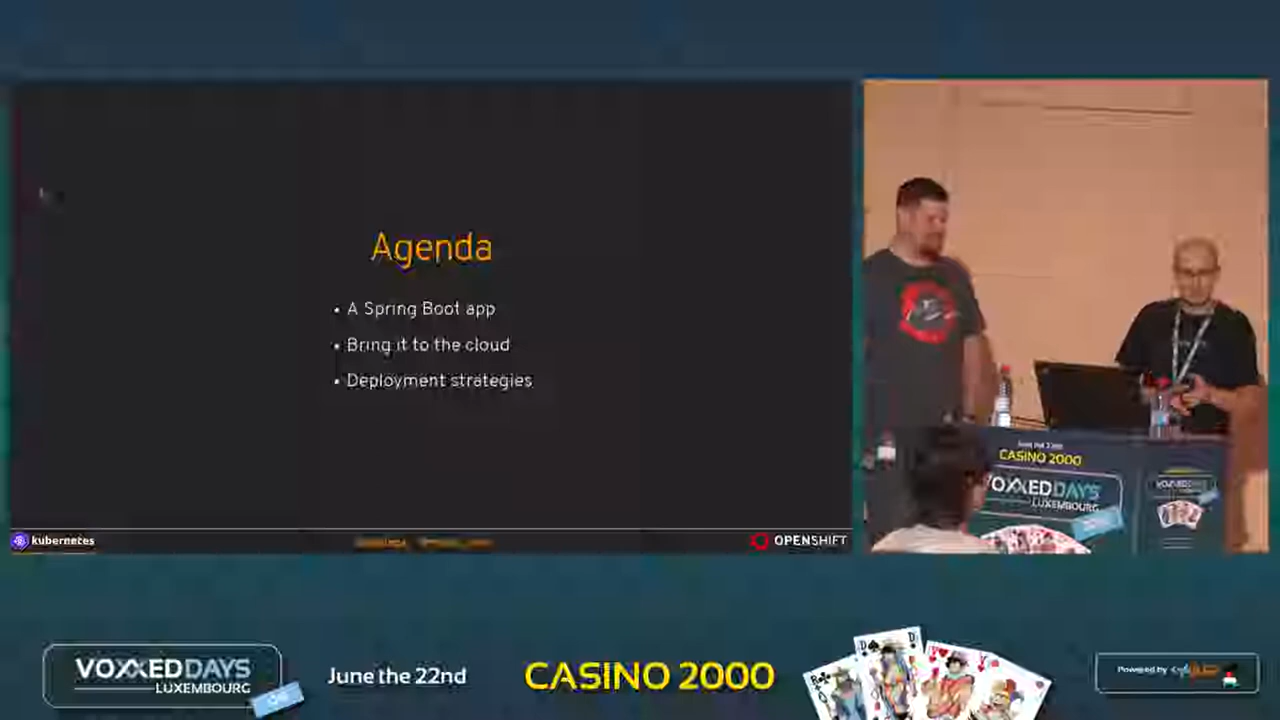 Agenda
• A Spring Boot app
• Bring it to the cloud
• Deployment strategies
kubernetes
OPENSHIFT
CASINO 2000
VOXXEDDAYS
LUXEMBOURG
VOXXEDDAYS
LUXEMBOURG
June the 22nd
CASINO 2000
Powered by